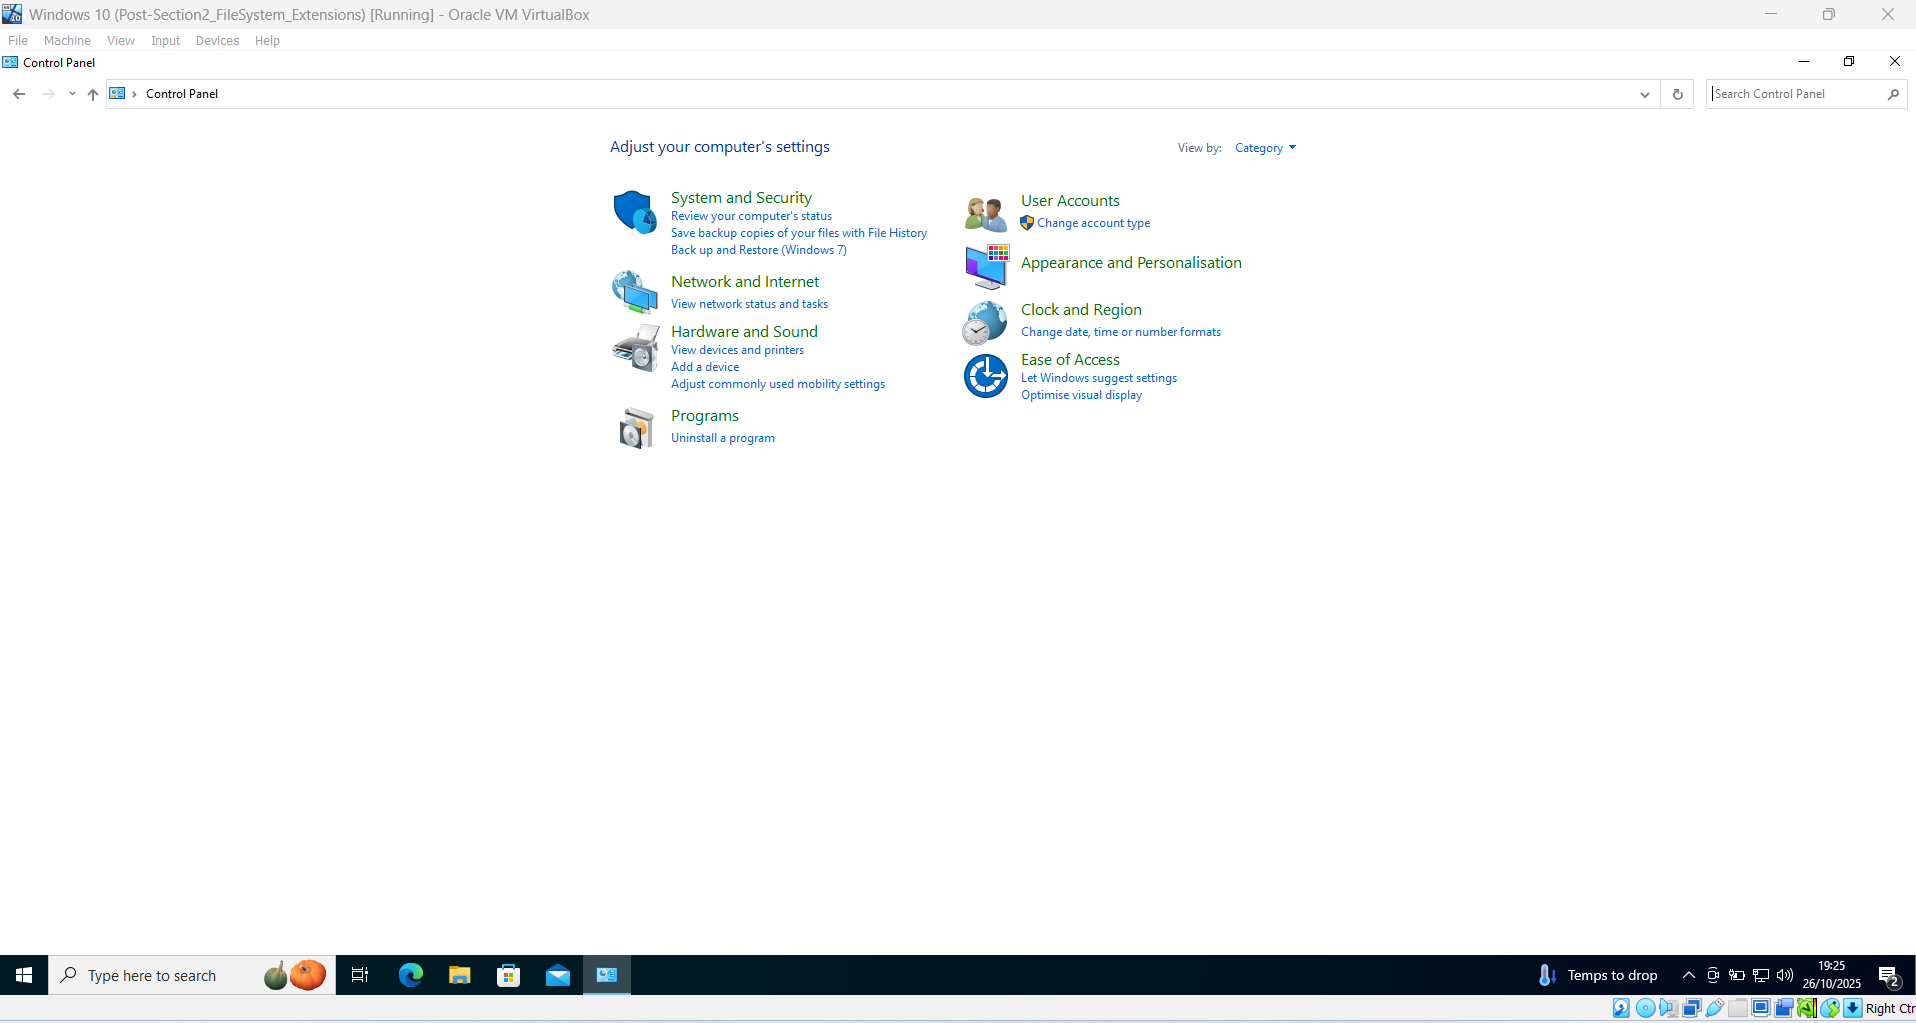 Windows 10 (Post-Section2_FileSystem_Extensions) [Running] - Oracle VM VirtualBox
File Machine View Input Devices Help
Control Panel
Control Panel
Search Control Panel
Adjust your computer's settings
View by: Category
System and Security
Review your computer's status
Save backup copies of your files with File History
Back up and Restore (Windows 7)
Network and Internet
View network status and tasks
Hardware and Sound
View devices and printers
Add a device
Adjust commonly used mobility settings
Programs
Uninstall a program
User Accounts
Change account type
Appearance and Personalisation
Clock and Region
Change date, time or number formats
Ease of Access
Let Windows suggest settings
Optimise visual display
Type here to search
Temps to drop
19:25
26/10/2025
2
Right Ctr